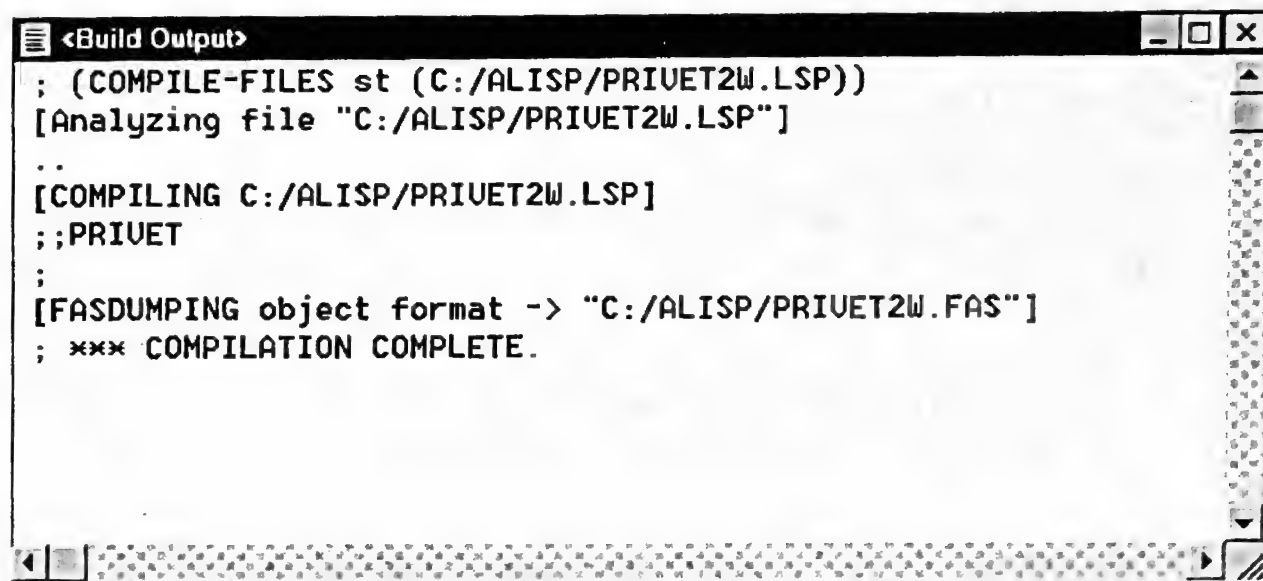 <Build Output>
; (COMPILE-FILES st (C:/ALISP/PRIVET2W.LSP))
[Analyzing file "C:/ALISP/PRIVET2W.LSP"]
..
[COMPILING C:/ALISP/PRIVET2W.LSP]
;;PRIVET
;
[FASDUMPING object format -> "C:/ALISP/PRIVET2W.FAS"]
; *** COMPILATION COMPLETE.